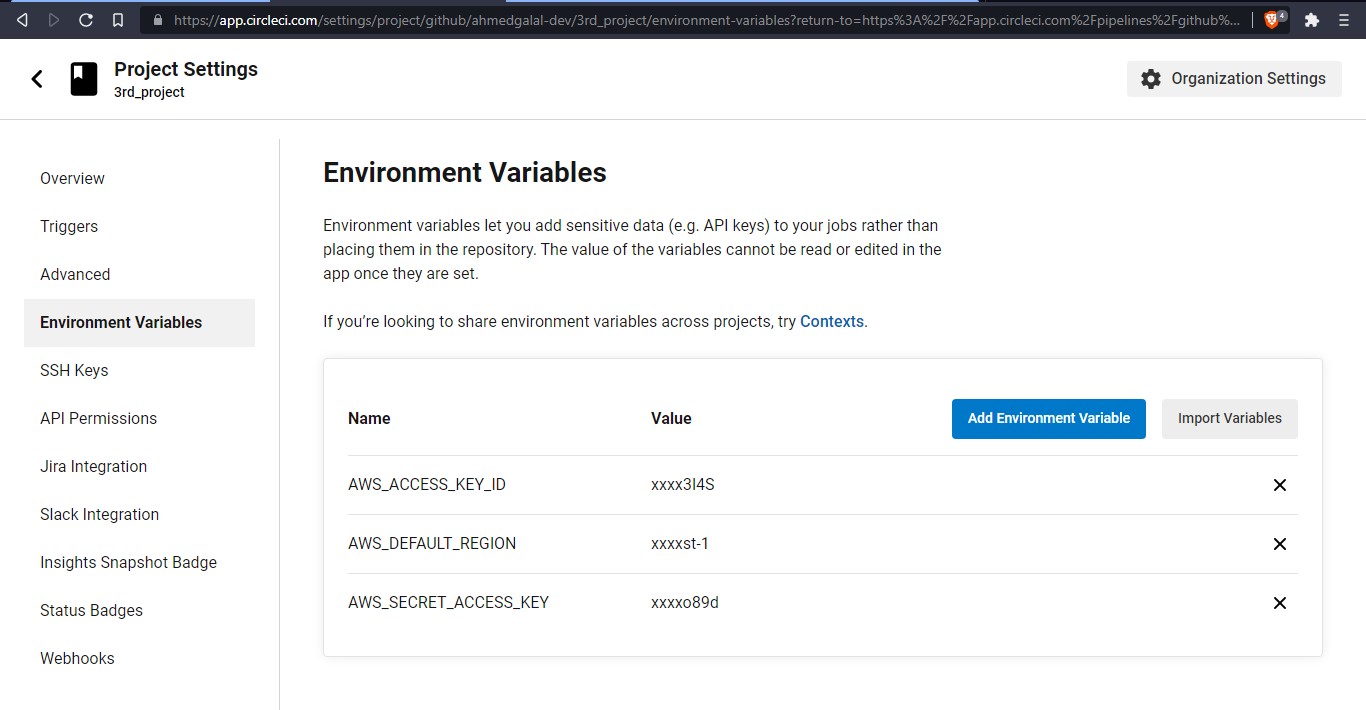 https://app.circleci.com/settings/project/github/ahmedgalal-dev/3rd_project/environment-variables?return-to=https%3A%2F%2Fapp.circleci.com%2Fpipelines%2Fgithub%...
4
Project Settings
3rd_project
Organization Settings
Overview
Triggers
Advanced
Environment Variables
SSH Keys
API Permissions
Jira Integration
Slack Integration
Insights Snapshot Badge
Status Badges
Webhooks
Environment Variables
Environment variables let you add sensitive data (e.g. API keys) to your jobs rather than
placing them in the repository. The value of the variables cannot be read or edited in the
app once they are set.
If you’re looking to share environment variables across projects, try Contexts.
Name Value Add Environment Variable Import Variables
AWS_ACCESS_KEY_ID xxxx3I4S
AWS_DEFAULT_REGION xxxxst-1
AWS_SECRET_ACCESS_KEY xxxxo89d